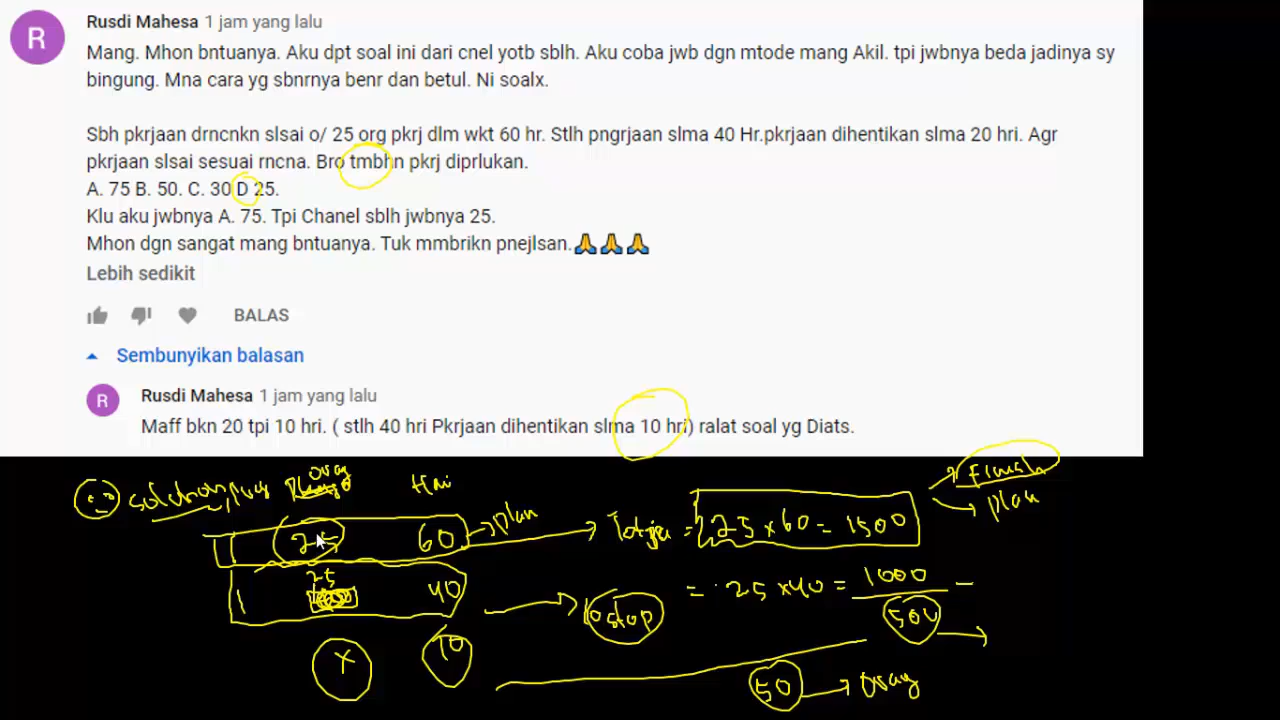 R
Rusdi Mahesa 1 jam yang lalu
Mang. Mhon bntuanya. Aku dpt soal ini dari cnel yotb sblh. Aku coba jwb dgn mtode mang Akil. tpi jwbnya beda jadinya sy
bingung. Mna cara yg sbnrnya benr dan betul. Ni soalx.
Sbh pkrjaan drncnkn slsai o/ 25 org pkrj dlm wkt 60 hr. Stlh pngrjaan slma 40 Hr.pkrjaan dihentikan slma 20 hri. Agr
pkrjaan slsai sesuai rncna. Bro tmbhn pkrj diprlukan.
A. 75 B. 50. C. 30 D 25.
Klu aku jwbnya A. 75. Tpi Chanel sblh jwbnya 25.
Mhon dgn sangat mang bntuanya. Tuk mmbrikn pnejlsan.🙏🙏🙏
Lebih sedikit
BALAS
Sembunyikan balasan
R
Rusdi Mahesa 1 jam yang lalu
Maff bkn 20 tpi 10 hri. ( stlh 40 hri Pkrjaan dihentikan slma 10 hri) ralat soal yg Diats.
orang Hari
25 60 → plan → = 25 x 60 = 1500 → plan
25 40 → stop = 25 x 40 = 1000 -
500
x 10 50 → Orang